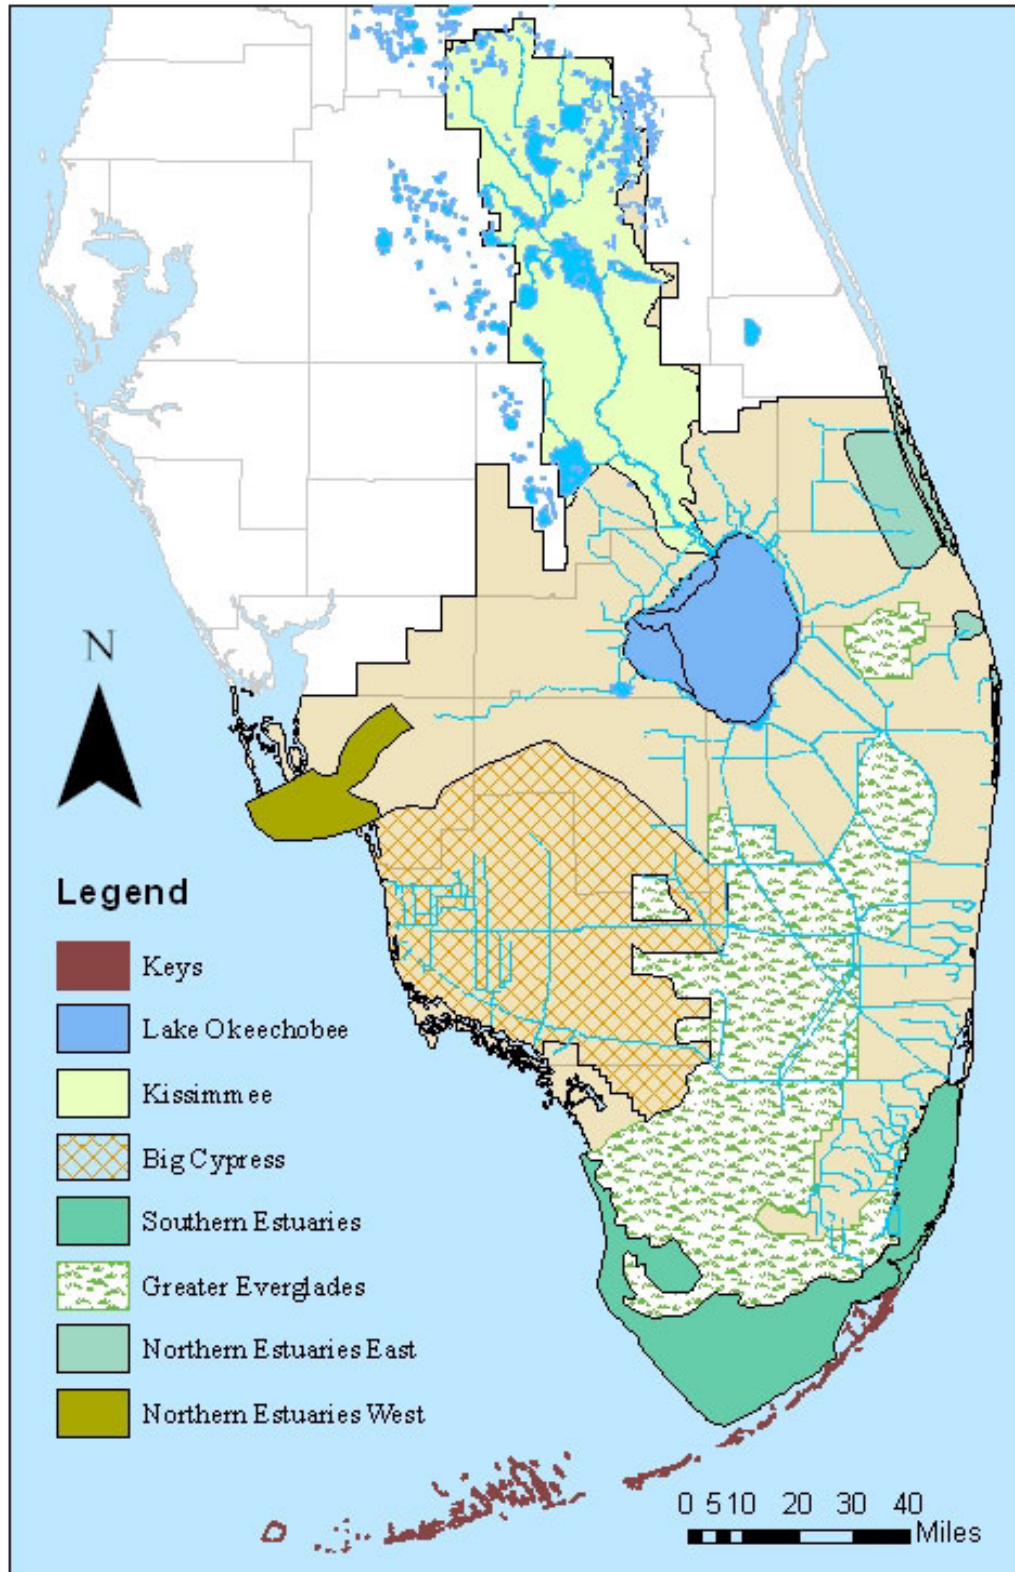 N
Legend
Keys
Lake Okeechobee
Kissimmee
Big Cypress
Southern Estuaries
Greater Everglades
Northern Estuaries East
Northern Estuaries West
0 5 10 20 30 40
Miles